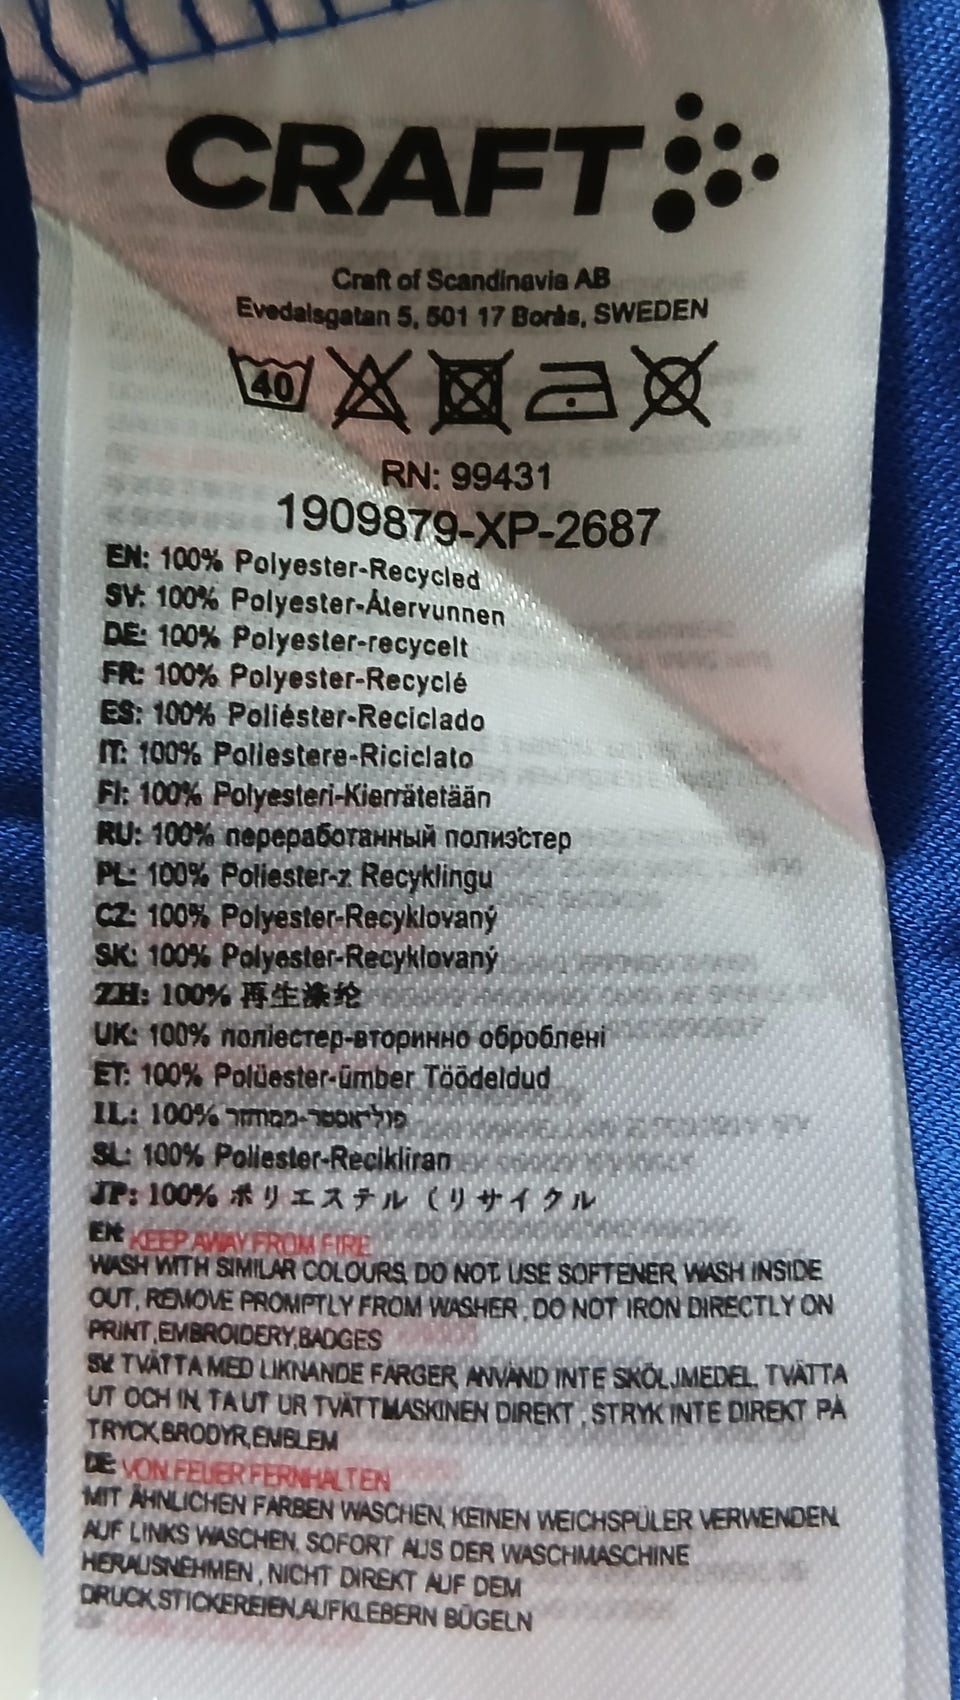 CRAFT
Craft of Scandinavia AB
Evedalsgatan 5, 501 17 Borås, SWEDEN
40
RN: 99431
1909879-XP-2687
EN: 100% Polyester-Recycled
SV: 100% Polyester-Återvunnen
DE: 100% Polyester-recycelt
FR: 100% Polyester-Recyclé
ES: 100% Poliéster-Reciclado
IT: 100% Poliestere-Riciclato
FI: 100% Polyesteri-Kierrätetään
RU: 100% переработанный полиэстер
PL: 100% Poliester-z Recyklingu
CZ: 100% Polyester-Recyklovaný
SK: 100% Polyester-Recyklovaný
ZH: 100% 再生涤纶
UK: 100% поліестер-вторинно оброблені
ET: 100% Polüester-ümber Töödeldud
IL: 100% פוליאסטר-ממחזור
SL: 100% Poliester-Recikliran
JP: 100% ポリエステル (リサイクル
EN: KEEP AWAY FROM FIRE
WASH WITH SIMILAR COLOURS, DO NOT USE SOFTENER, WASH INSIDE
OUT, REMOVE PROMPTLY FROM WASHER , DO NOT IRON DIRECTLY ON
PRINT,EMBROIDERY,BADGES
SV: TVÄTTA MED LIKNANDE FÄRGER, ANVÄND INTE SKÖLJMEDEL, TVÄTTA
UT OCH IN, TA UT UR TVÄTTMASKINEN DIREKT , STRYK INTE DIREKT PÅ
TRYCK,BRODYR,EMBLEM
DE: VON FEUER FERNHALTEN
MIT ÄHNLICHEN FARBEN WASCHEN, KEINEN WEICHSPÜLER VERWENDEN.
AUF LINKS WASCHEN, SOFORT AUS DER WASCHMASCHINE
HERAUSNEHMEN , NICHT DIREKT AUF DEM
DRUCK,STICKEREIEN,AUFKLEBERN BÜGELN